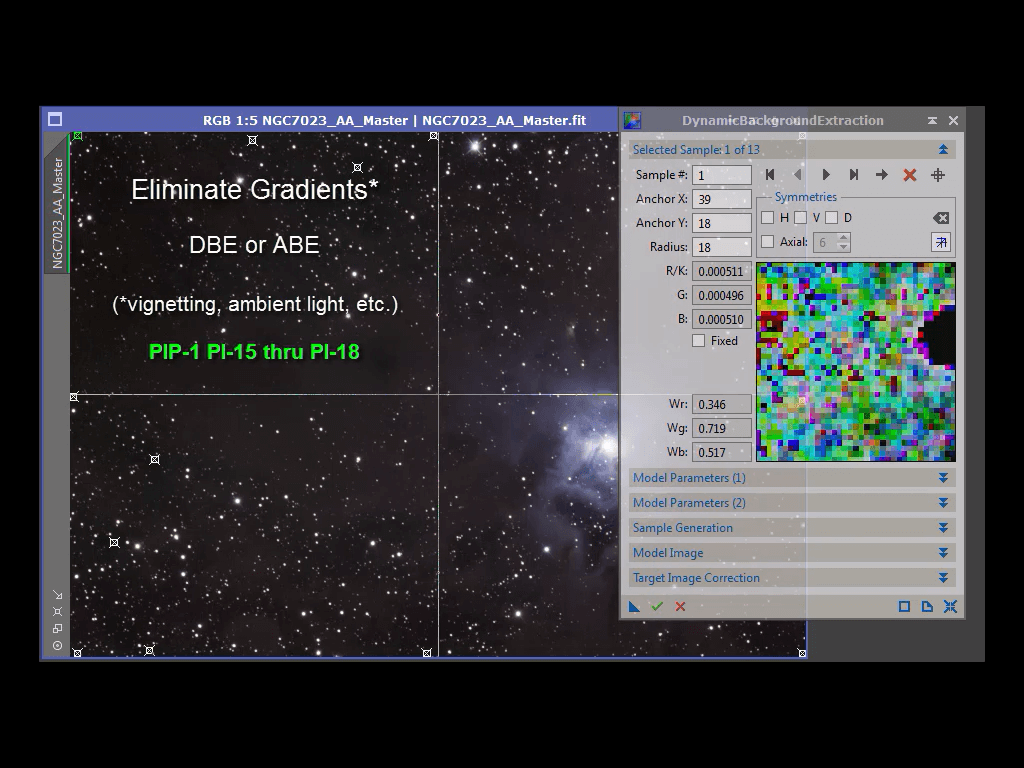 RGB 1:5 NGC7023_AA_Master | NGC7023_AA_Master.fit
NGC7023_AA_Master
Eliminate Gradients*
DBE or ABE
(*vignetting, ambient light, etc.)
PIP-1 PI-15 thru PI-18
DynamicBackgroundExtraction
Selected Sample: 1 of 13
Sample #: 1
Anchor X: 39
Anchor Y: 18
Radius: 18
Symmetries
H V D
Axial: 6
R/K: 0.000511
G: 0.000496
B: 0.000510
Fixed
Wr: 0.346
Wg: 0.719
Wb: 0.517
Model Parameters (1)
Model Parameters (2)
Sample Generation
Model Image
Target Image Correction